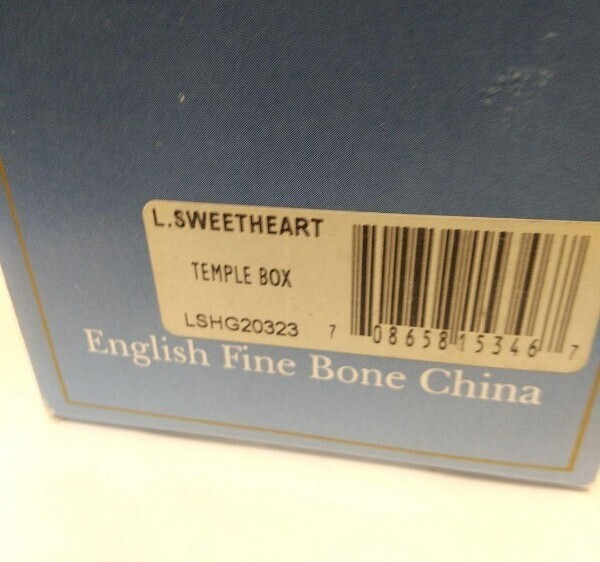 L.SWEETHEART
TEMPLE BOX
LSHG20323
7 08658 15346 7
English Fine Bone China